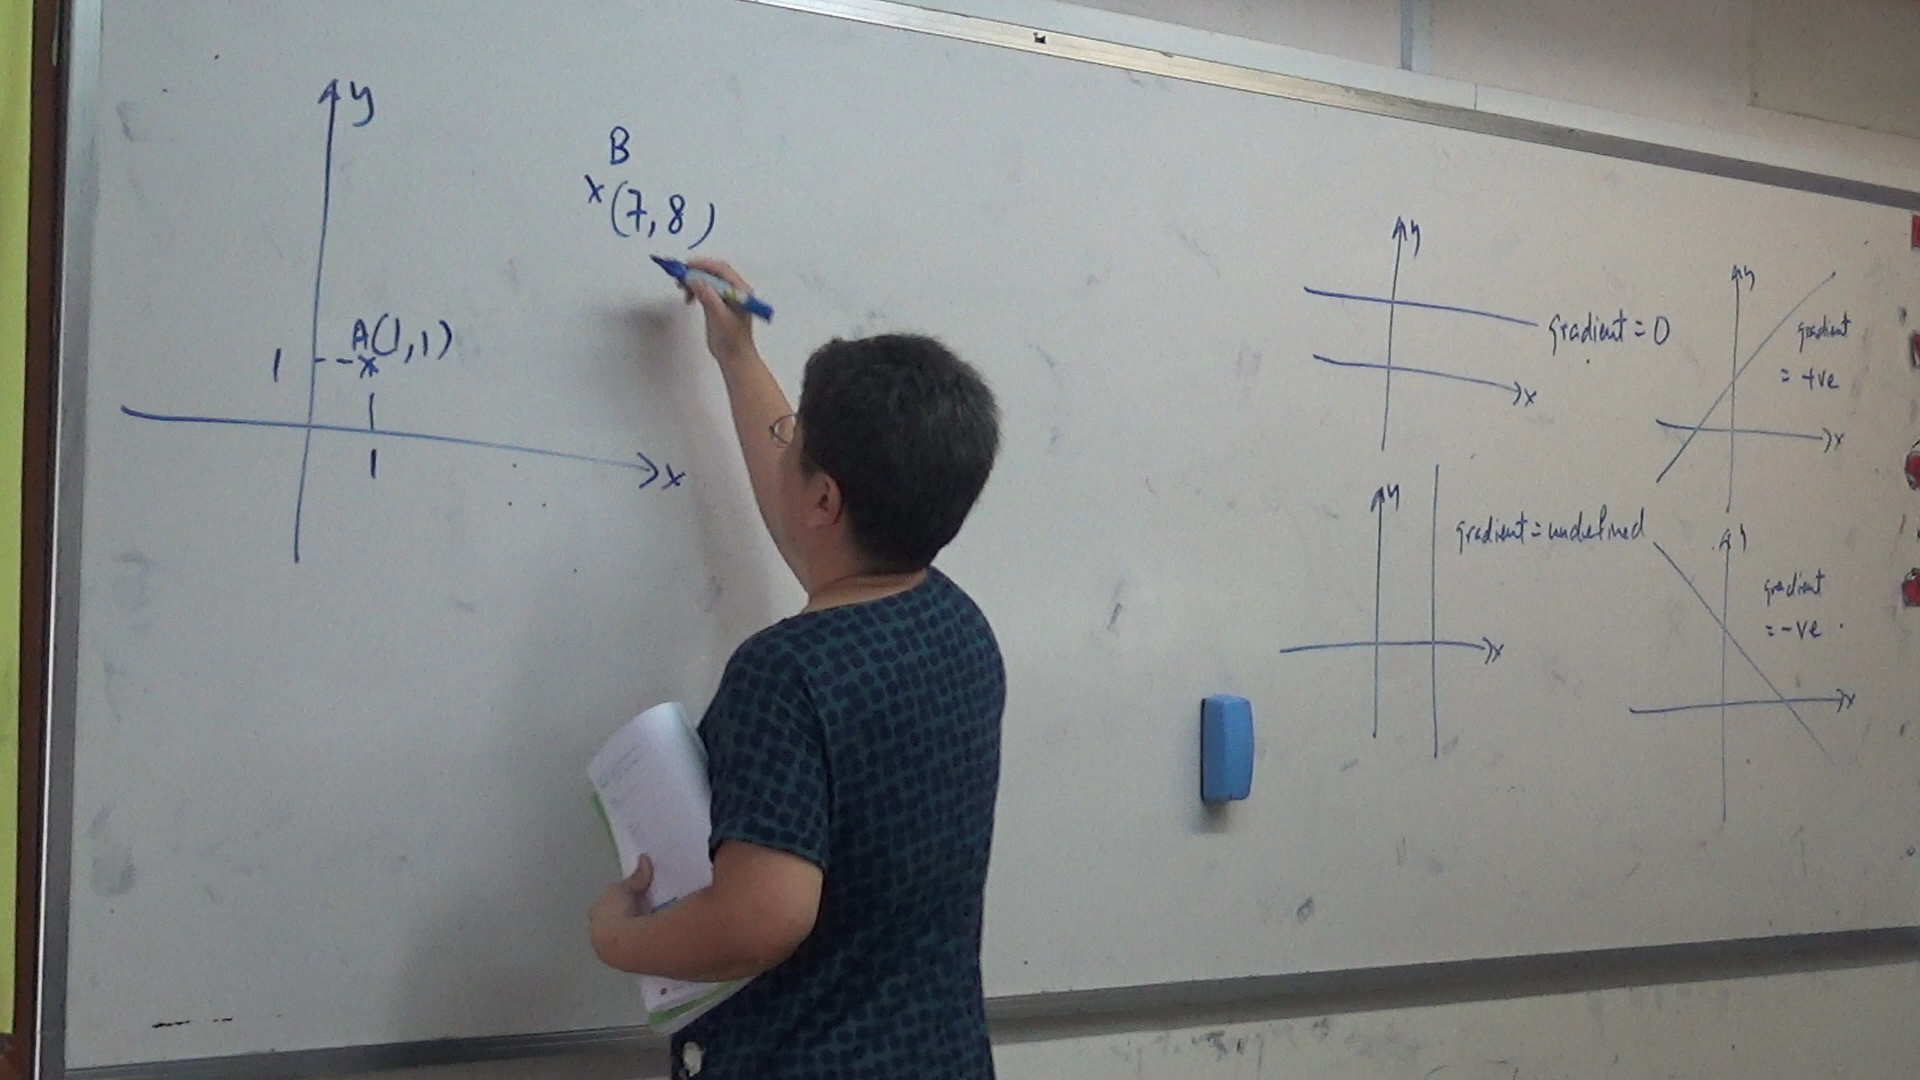 y
B
x(7,8)
A(1,1)
1
1
x
y
gradient = 0
x
y
gradient
= +ve
x
y
gradient = undefined
x
y
gradient
= -ve
x